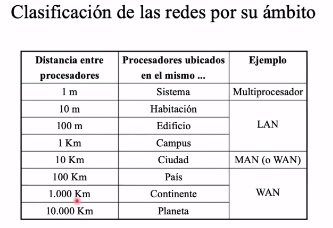 Clasificación de las redes por su ámbito
Distancia entre procesadores Procesadores ubicados en el mismo ... Ejemplo
1 m Sistema Multiprocesador
10 m Habitación
100 m Edificio LAN
1 Km Campus
10 Km Ciudad MAN (o WAN)
100 Km País
1.000 Km Continente WAN
10.000 Km Planeta